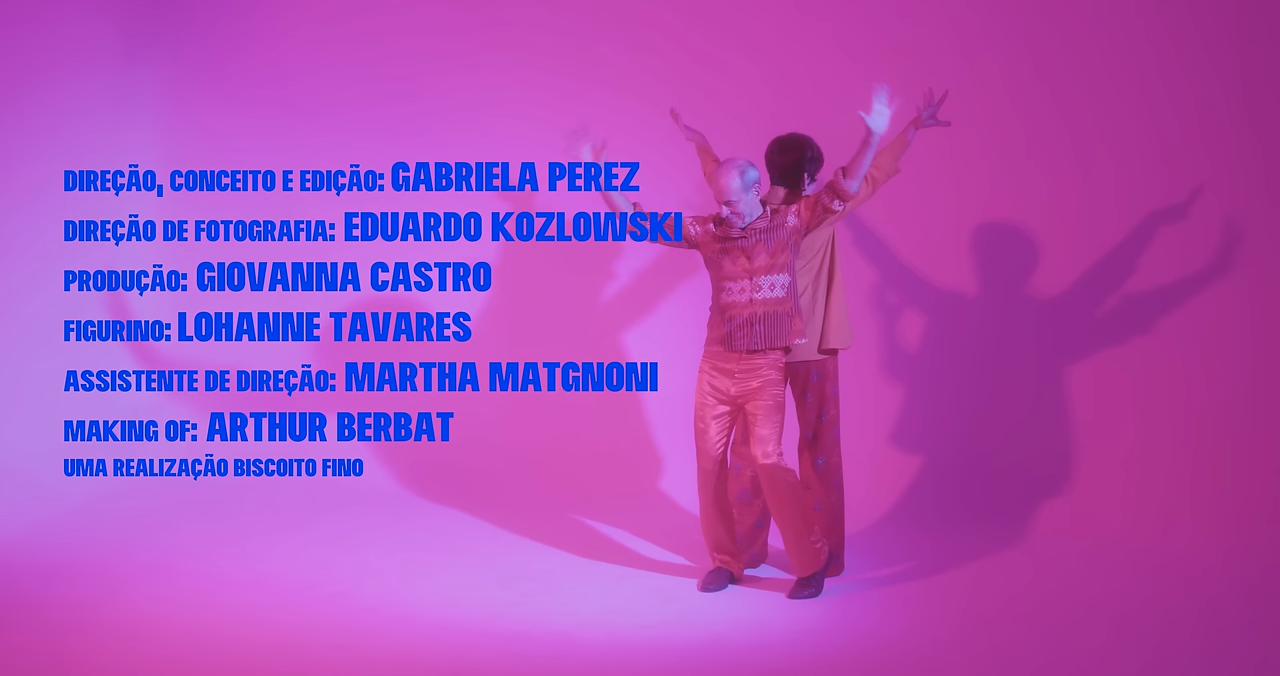 DIREÇÃO, CONCEITO E EDIÇÃO: GABRIELA PEREZ
DIREÇÃO DE FOTOGRAFIA: EDUARDO KOZLOWSKI
PRODUÇÃO: GIOVANNA CASTRO
FIGURINO: LOHANNE TAVARES
ASSISTENTE DE DIREÇÃO: MARTHA MATGNONI
MAKING OF: ARTHUR BERBAT
UMA REALIZAÇÃO BISCOITO FINO